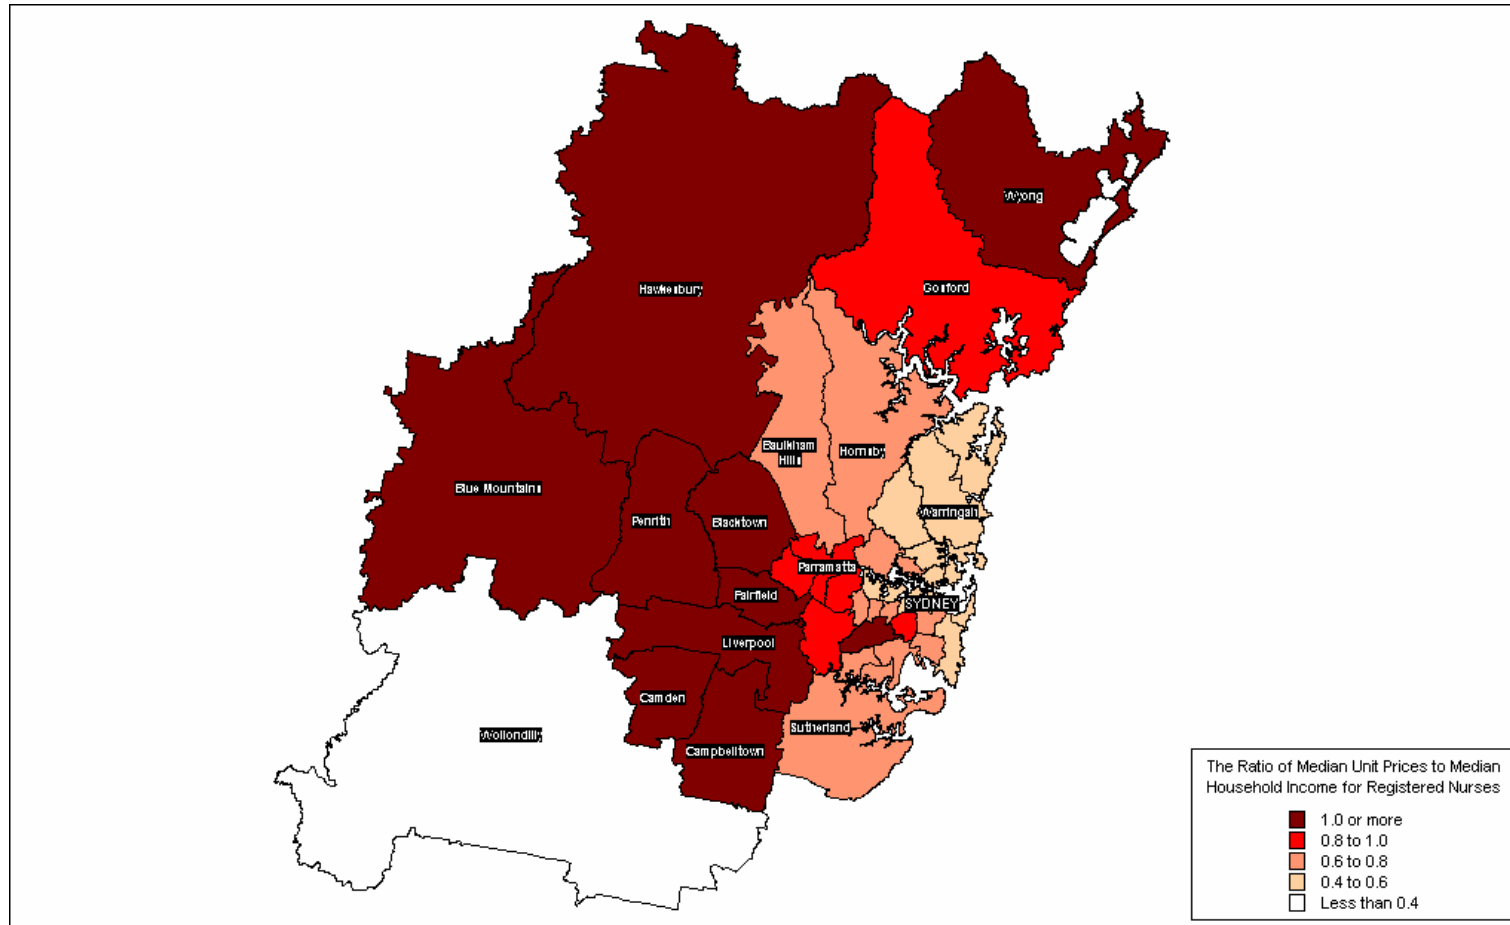 Wyong
Hawkesbury
Gosford
Baulkham
Hills
Hornsby
Blue Mountains
Warringah
Penrith
Blacktown
Parramatta
Fairfield
SYDNEY
Liverpool
Camden
Sutherland
Wollondilly
Campbelltown
The Ratio of Median Unit Prices to Median
Household Income for Registered Nurses
1.0 or more
0.8 to 1.0
0.6 to 0.8
0.4 to 0.6
Less than 0.4